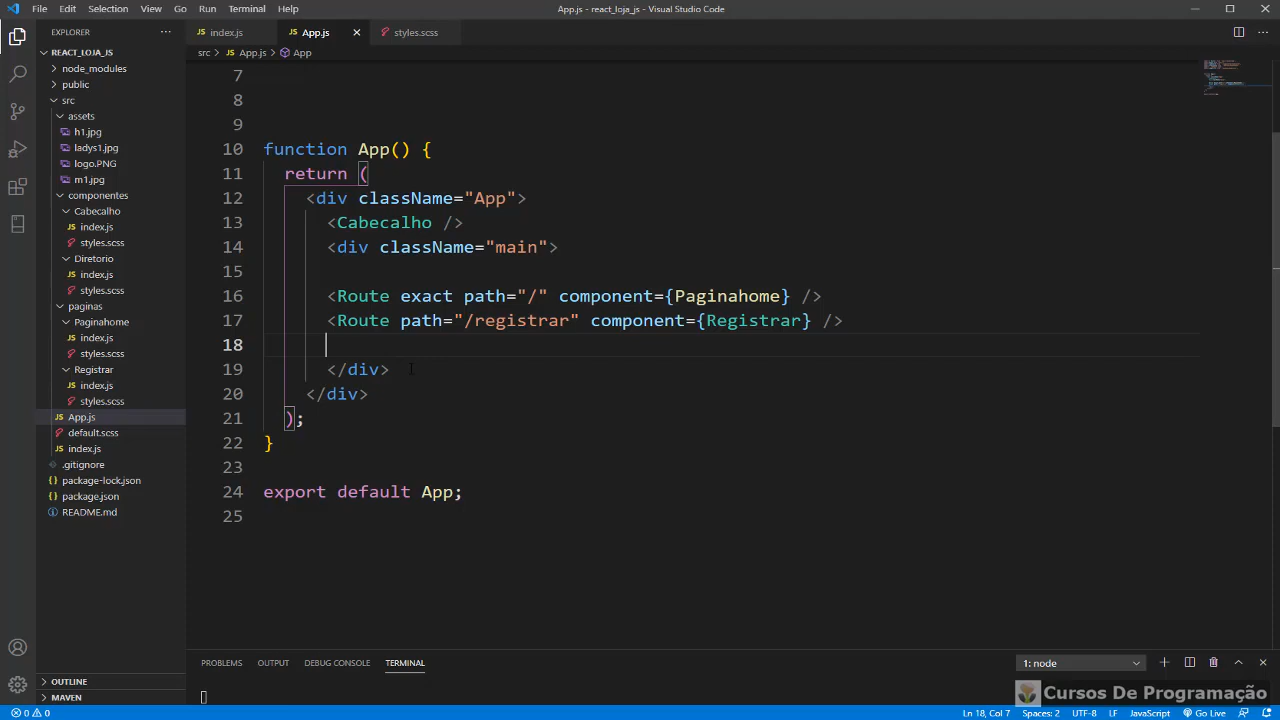 File Edit Selection View Go Run Terminal Help
App.js - react_loja_js - Visual Studio Code
EXPLORER
index.js
App.js
styles.scss
REACT_LOJA_JS
src > App.js > App
node_modules
public
src
assets
h1.jpg
ladys1.jpg
logo.PNG
m1.jpg
componentes
Cabecalho
index.js
styles.scss
Diretorio
index.js
styles.scss
paginas
Paginahome
index.js
styles.scss
Registrar
index.js
styles.scss
App.js
default.scss
index.js
.gitignore
package-lock.json
package.json
README.md
OUTLINE
MAVEN
7
8
9
10 function App() {
11 return (
12 <div className="App">
13 <Cabecalho />
14 <div className="main">
15
16 <Route exact path="/" component={Paginahome} />
17 <Route path="/registrar" component={Registrar} />
18
19 </div>
20 </div>
21 );
22 }
23
24 export default App;
25
PROBLEMS OUTPUT DEBUG CONSOLE TERMINAL
1: node
Cursos De Programação
0 0
Ln 18, Col 7 Spaces: 2 UTF-8 LF JavaScript Go Live